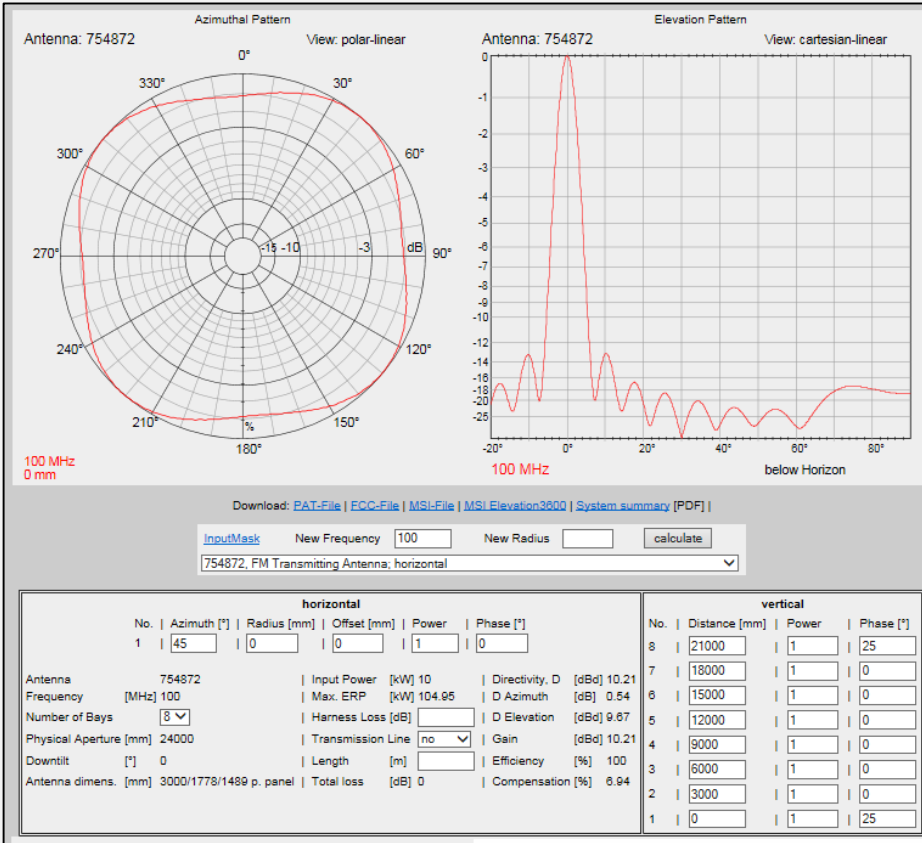 Azimuthal Pattern
Antenna: 754872 View: polar-linear
0°
330° 30°
300° 60°
270° -15 -10 -3 dB 90°
240° 120°
210° 150°
%
180°
100 MHz
0 mm
Elevation Pattern
Antenna: 754872 View: cartesian-linear
0
-1
-2
-3
-4
-5
-6
-7
-8
-9
-10
-12
-14
-16
-18
-20
-25
-20° 0° 20° 40° 60° 80°
100 MHz below Horizon
Download: PAT-File | FCC-File | MSI-File | MSI Elevation3600 | System summary [PDF] |
InputMask New Frequency 100 New Radius calculate
754872, FM Transmitting Antenna; horizontal
horizontal
No. | Azimuth [°] | Radius [mm] | Offset [mm] | Power | Phase [°]
1 | 45 | 0 | 0 | 1 | 0
Antenna 754872 | Input Power [kW] 10 | Directivity, D [dBd] 10.21
Frequency [MHz] 100 | Max. ERP [kW] 104.95 | D Azimuth [dB] 0.54
Number of Bays 8 | Harness Loss [dB] | D Elevation [dBd] 9.67
Physical Aperture [mm] 24000 | Transmission Line no | Gain [dBd] 10.21
Downtilt [°] 0 | Length [m] | Efficiency [%] 100
Antenna dimens. [mm] 3000/1778/1489 p. panel | Total loss [dB] 0 | Compensation [%] 6.94
vertical
No. | Distance [mm] | Power | Phase [°]
8 | 21000 | 1 | 25
7 | 18000 | 1 | 0
6 | 15000 | 1 | 0
5 | 12000 | 1 | 0
4 | 9000 | 1 | 0
3 | 6000 | 1 | 0
2 | 3000 | 1 | 0
1 | 0 | 1 | 25